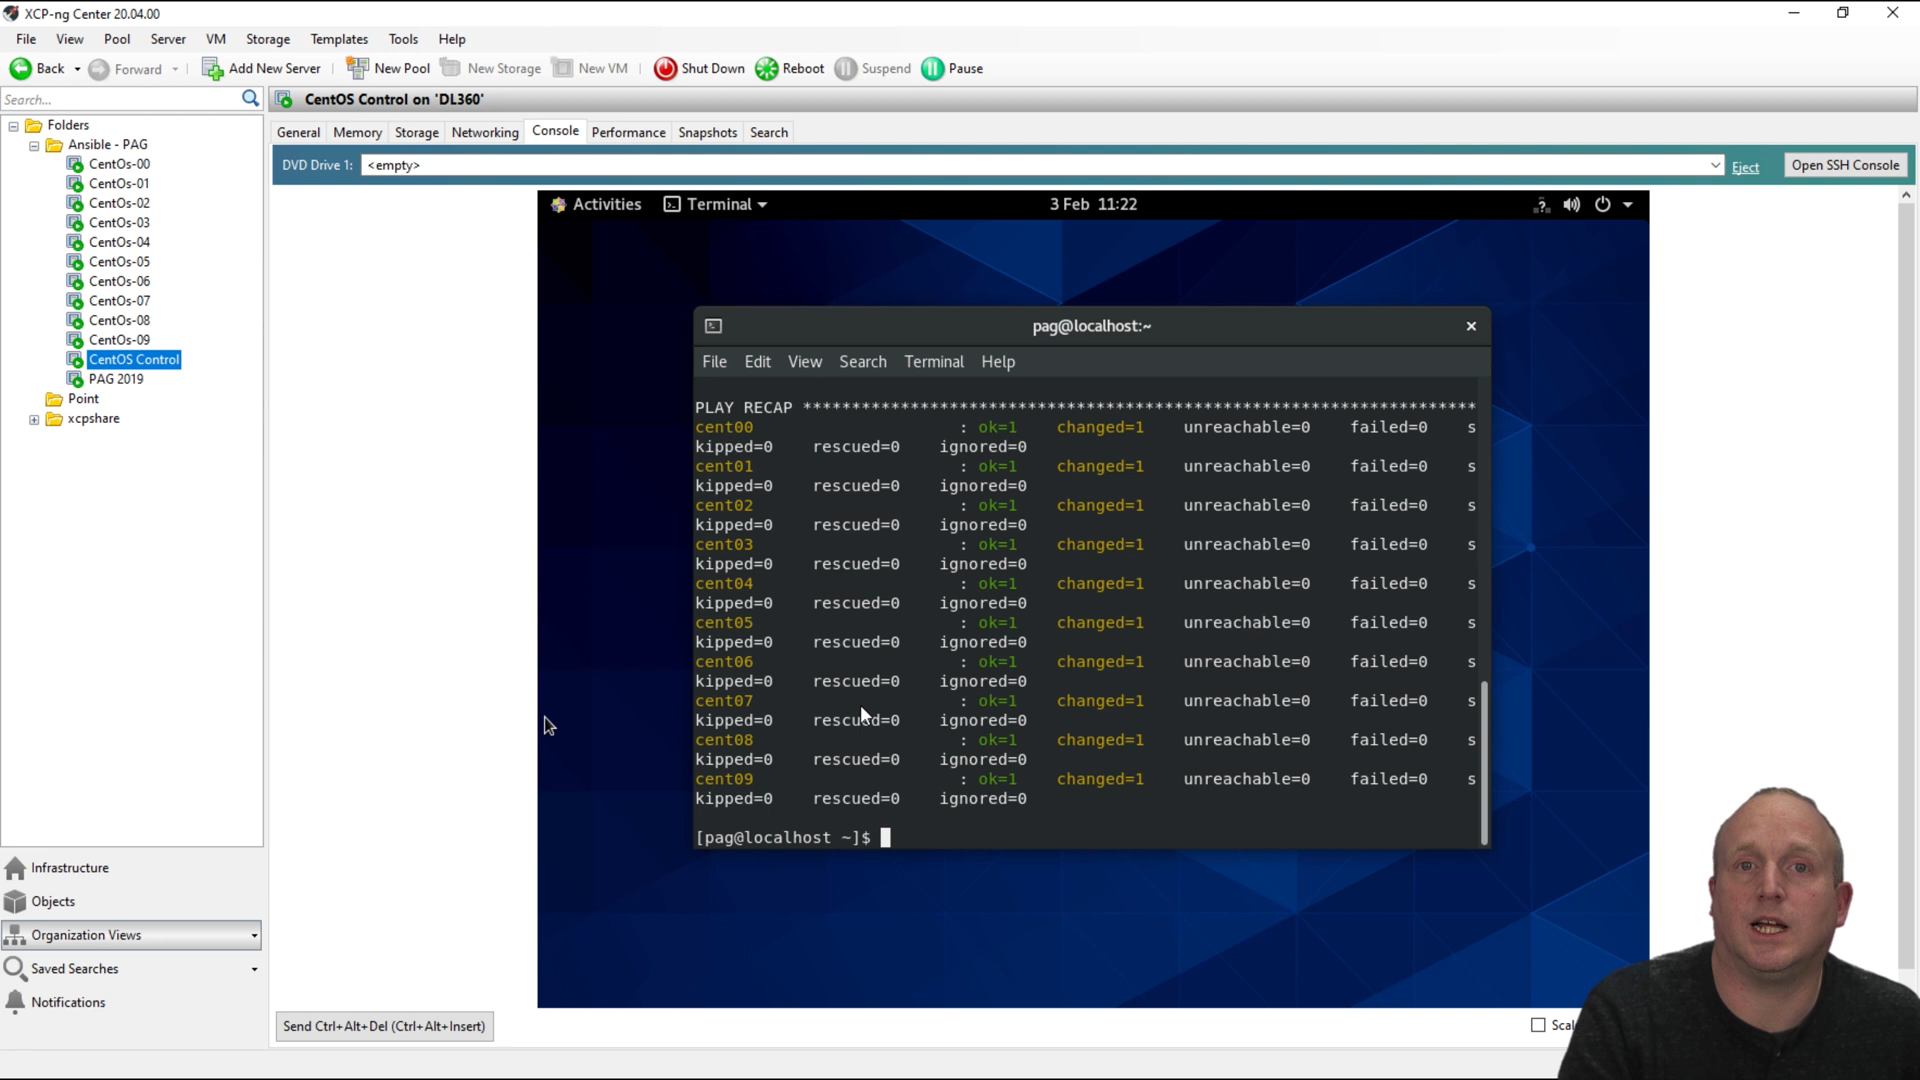 XCP-ng Center 20.04.00
File View Pool Server VM Storage Templates Tools Help
Back Forward Add New Server New Pool New Storage New VM Shut Down Reboot Suspend Pause
Search...
CentOS Control on 'DL360'
Folders
Ansible - PAG
CentOs-00
CentOs-01
CentOs-02
CentOs-03
CentOs-04
CentOs-05
CentOs-06
CentOs-07
CentOs-08
CentOs-09
CentOS Control
PAG 2019
Point
xcpshare
Infrastructure
Objects
Organization Views
Saved Searches
Notifications
General Memory Storage Networking Console Performance Snapshots Search
DVD Drive 1: <empty> Eject Open SSH Console
Activities Terminal 3 Feb 11:22
pag@localhost:~
File Edit View Search Terminal Help
PLAY RECAP *********************************************************************
cent00 : ok=1 changed=1 unreachable=0 failed=0 s
kipped=0 rescued=0 ignored=0
cent01 : ok=1 changed=1 unreachable=0 failed=0 s
kipped=0 rescued=0 ignored=0
cent02 : ok=1 changed=1 unreachable=0 failed=0 s
kipped=0 rescued=0 ignored=0
cent03 : ok=1 changed=1 unreachable=0 failed=0 s
kipped=0 rescued=0 ignored=0
cent04 : ok=1 changed=1 unreachable=0 failed=0 s
kipped=0 rescued=0 ignored=0
cent05 : ok=1 changed=1 unreachable=0 failed=0 s
kipped=0 rescued=0 ignored=0
cent06 : ok=1 changed=1 unreachable=0 failed=0 s
kipped=0 rescued=0 ignored=0
cent07 : ok=1 changed=1 unreachable=0 failed=0 s
kipped=0 rescued=0 ignored=0
cent08 : ok=1 changed=1 unreachable=0 failed=0 s
kipped=0 rescued=0 ignored=0
cent09 : ok=1 changed=1 unreachable=0 failed=0 s
kipped=0 rescued=0 ignored=0
[pag@localhost ~]$
Send Ctrl+Alt+Del (Ctrl+Alt+Insert)